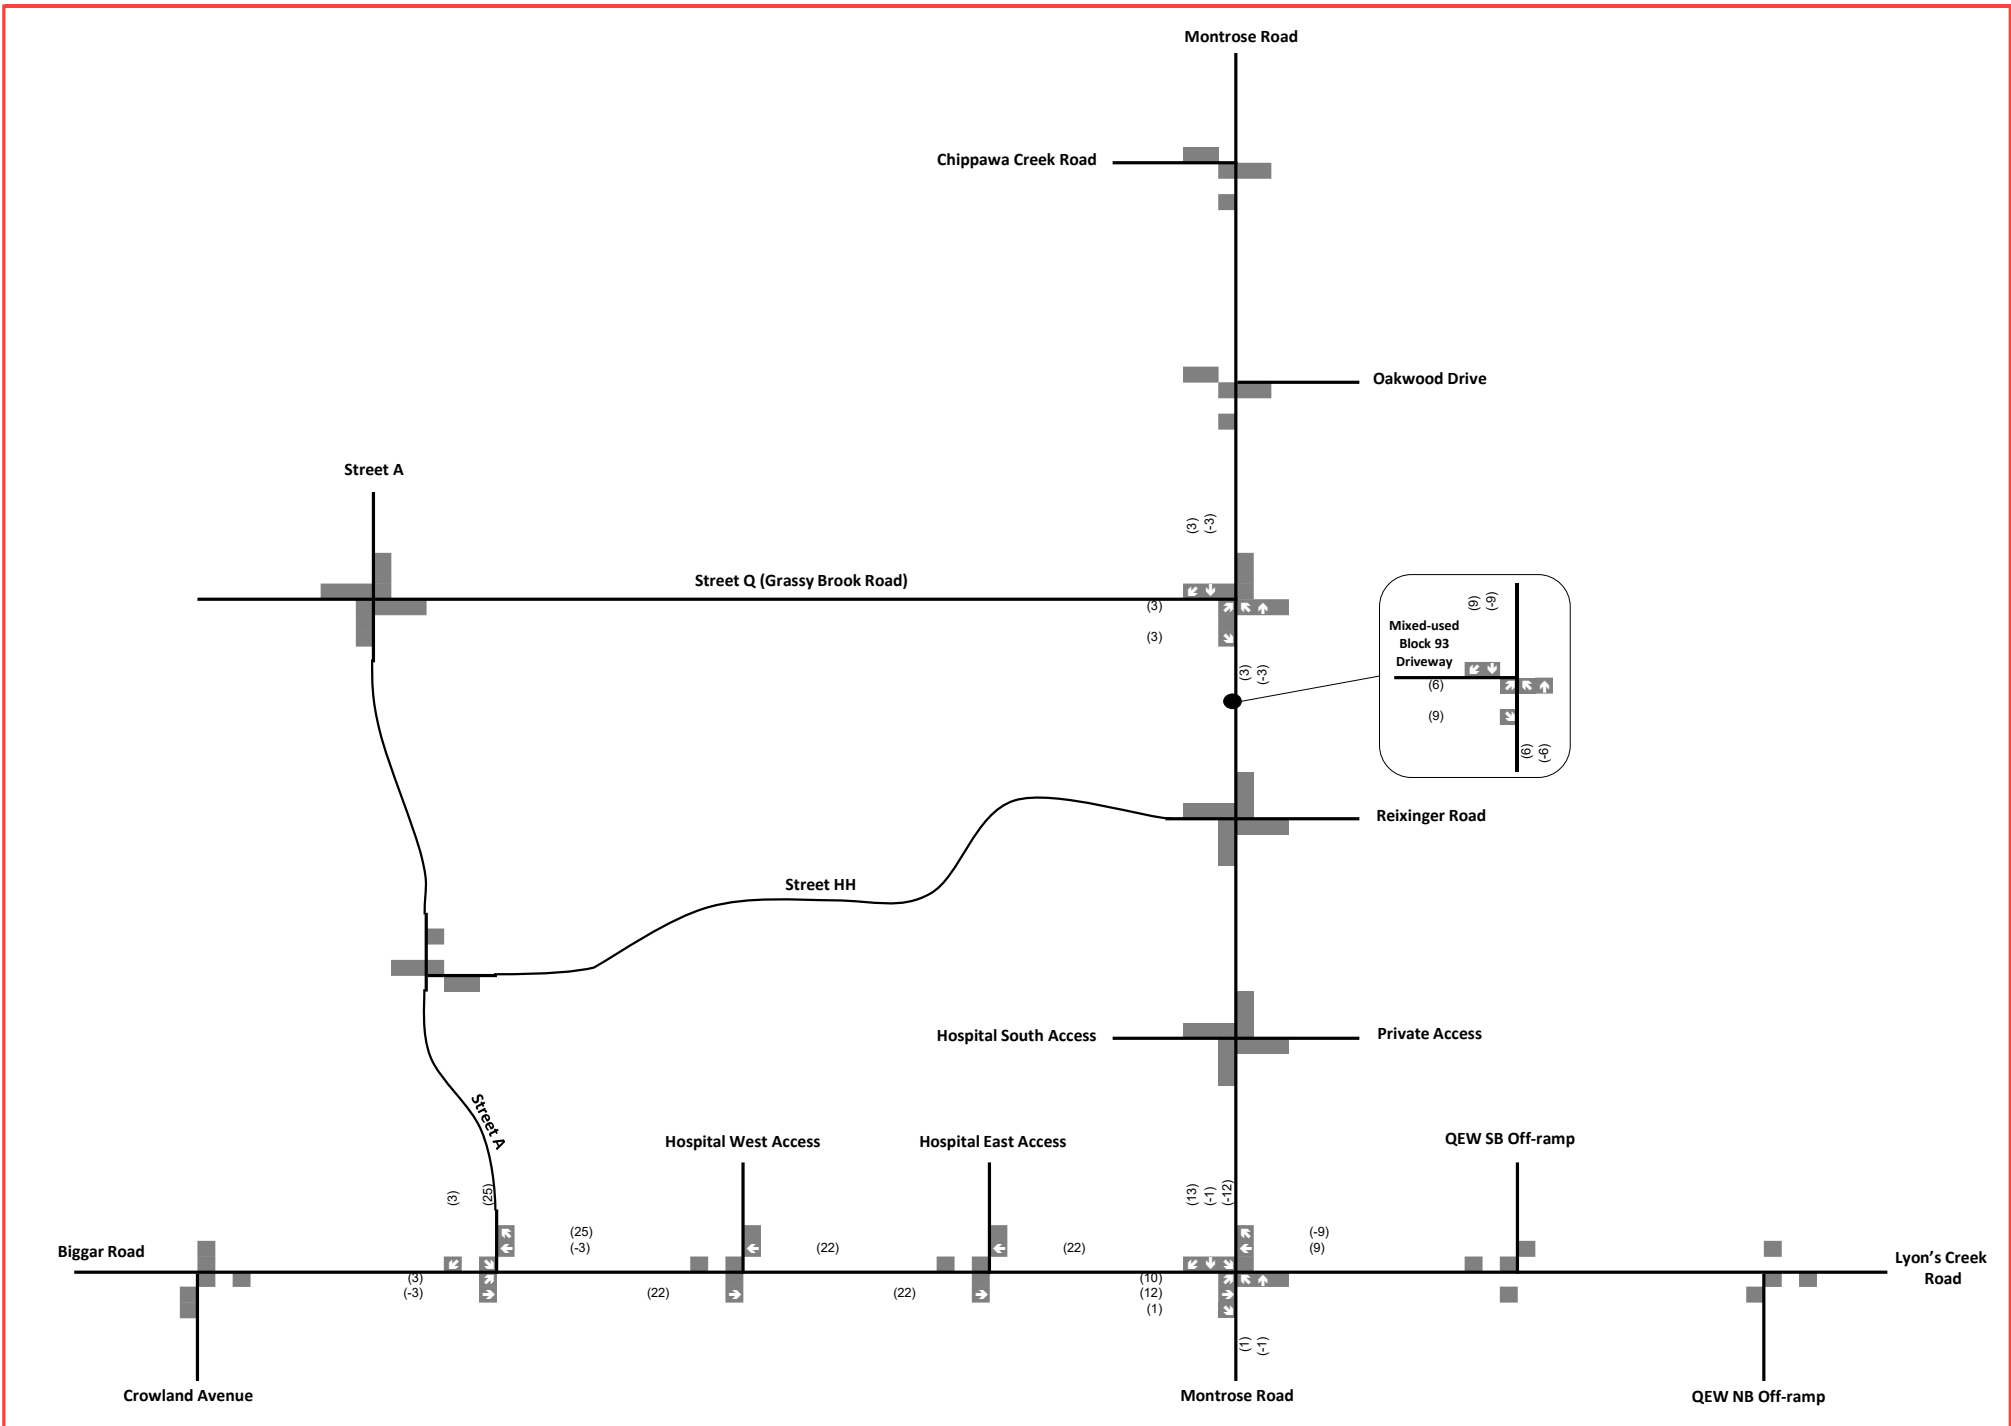 Montrose Road
Chippawa Creek Road
Oakwood Drive
Street A
(3)
(-3)
Street Q (Grassy Brook Road)
(3)
(3)
(3)
(-3)
(9)
(-9)
Mixed-used
Block 93
Driveway
(6)
(9)
(6)
(-6)
Reixinger Road
Street HH
Hospital South Access
Private Access
Street A
Hospital West Access
Hospital East Access
QEW SB Off-ramp
(3)
(25)
(13)
(-1)
(-12)
(25)
(-3)
(22)
(22)
(-9)
(9)
Biggar Road
Lyon's Creek
Road
(3)
(-3)
(22)
(22)
(10)
(12)
(1)
(1)
(-1)
Crowland Avenue
Montrose Road
QEW NB Off-ramp